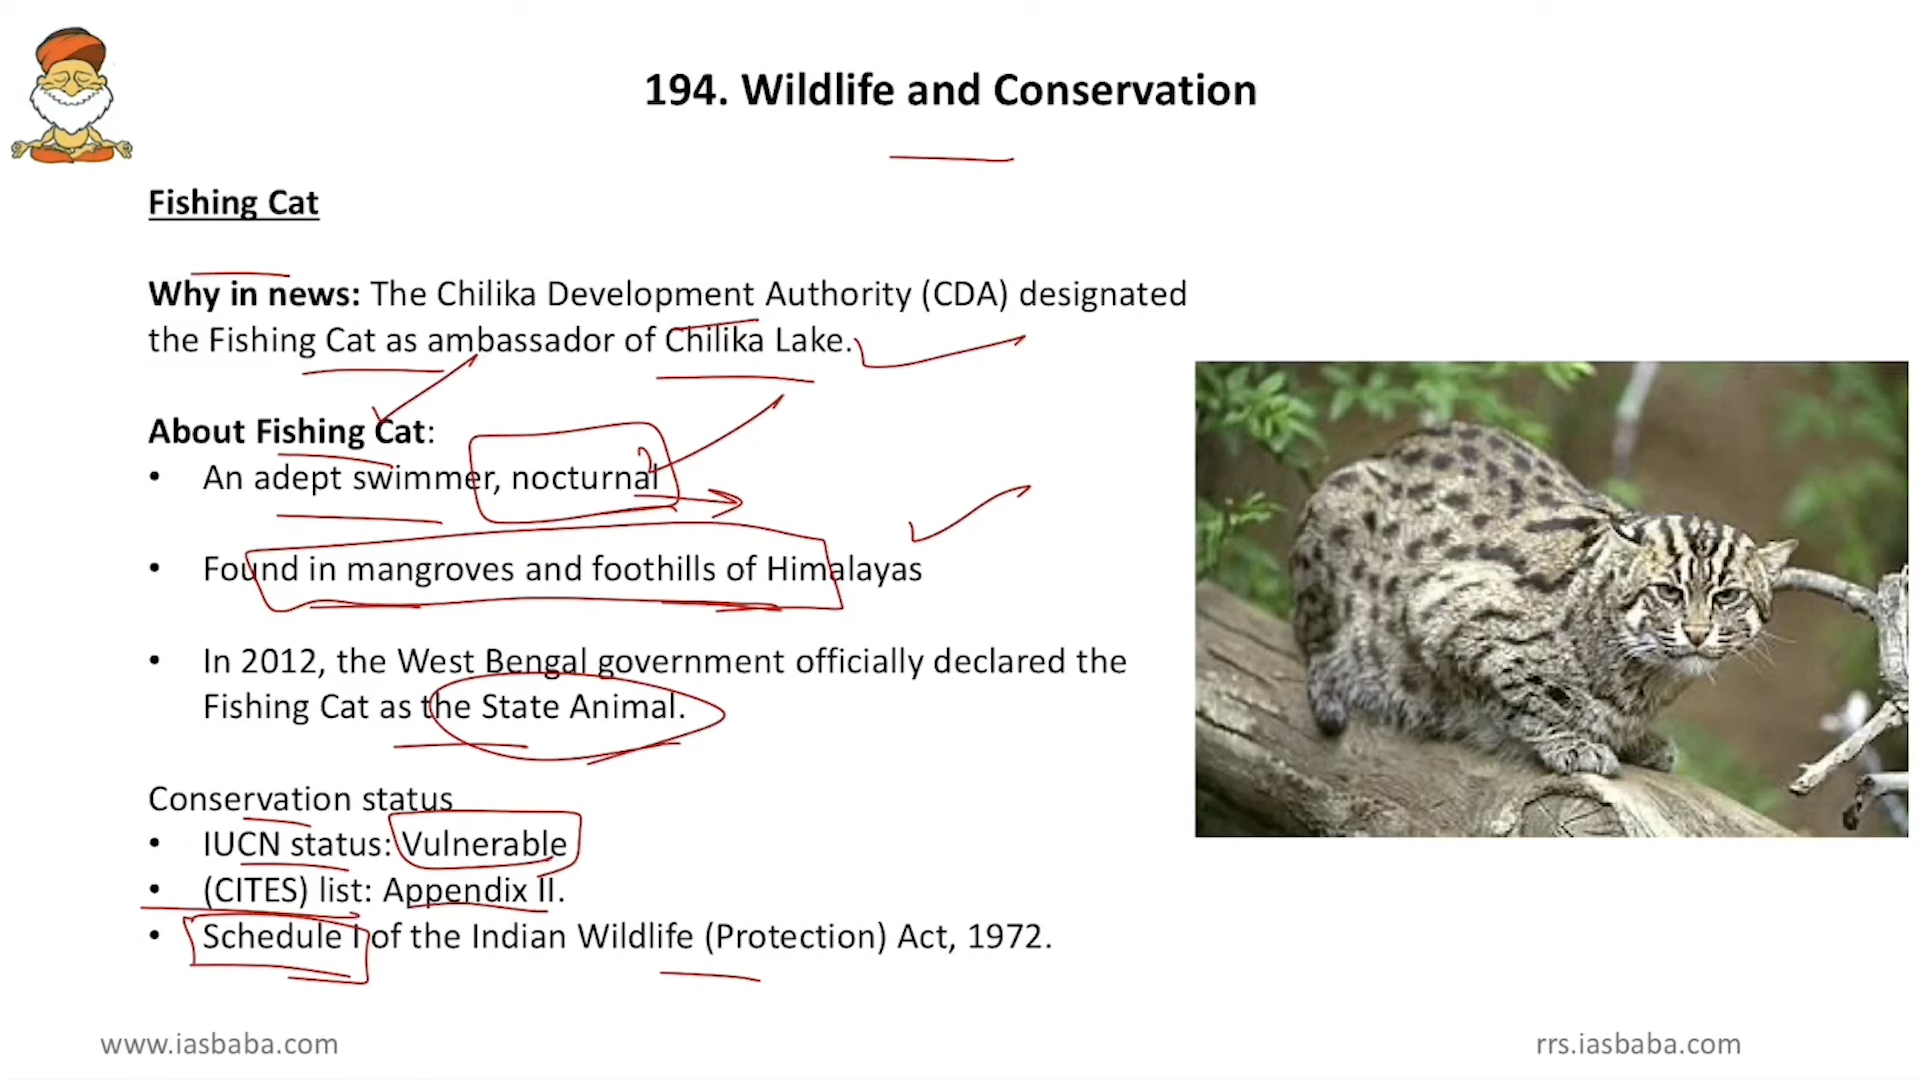 194. Wildlife and Conservation
Fishing Cat
Why in news: The Chilika Development Authority (CDA) designated
the Fishing Cat as ambassador of Chilika Lake.
About Fishing Cat:
• An adept swimmer, nocturnal
• Found in mangroves and foothills of Himalayas
• In 2012, the West Bengal government officially declared the
Fishing Cat as the State Animal.
Conservation status
• IUCN status: Vulnerable
• (CITES) list: Appendix II.
• Schedule I of the Indian Wildlife (Protection) Act, 1972.
www.iasbaba.com
rrs.iasbaba.com